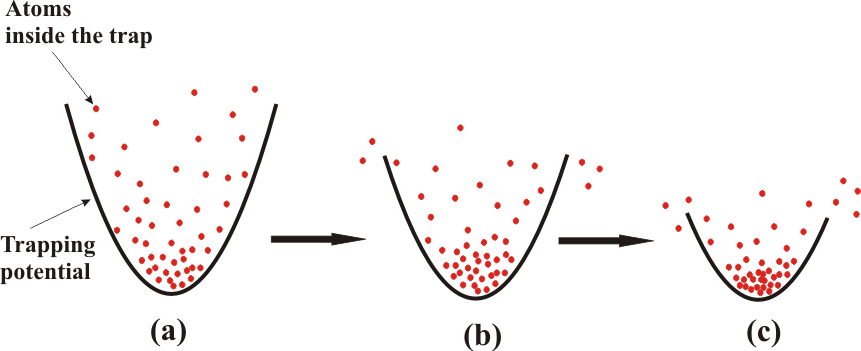 Atoms
inside the trap
Trapping
potential
(a)
(b)
(c)